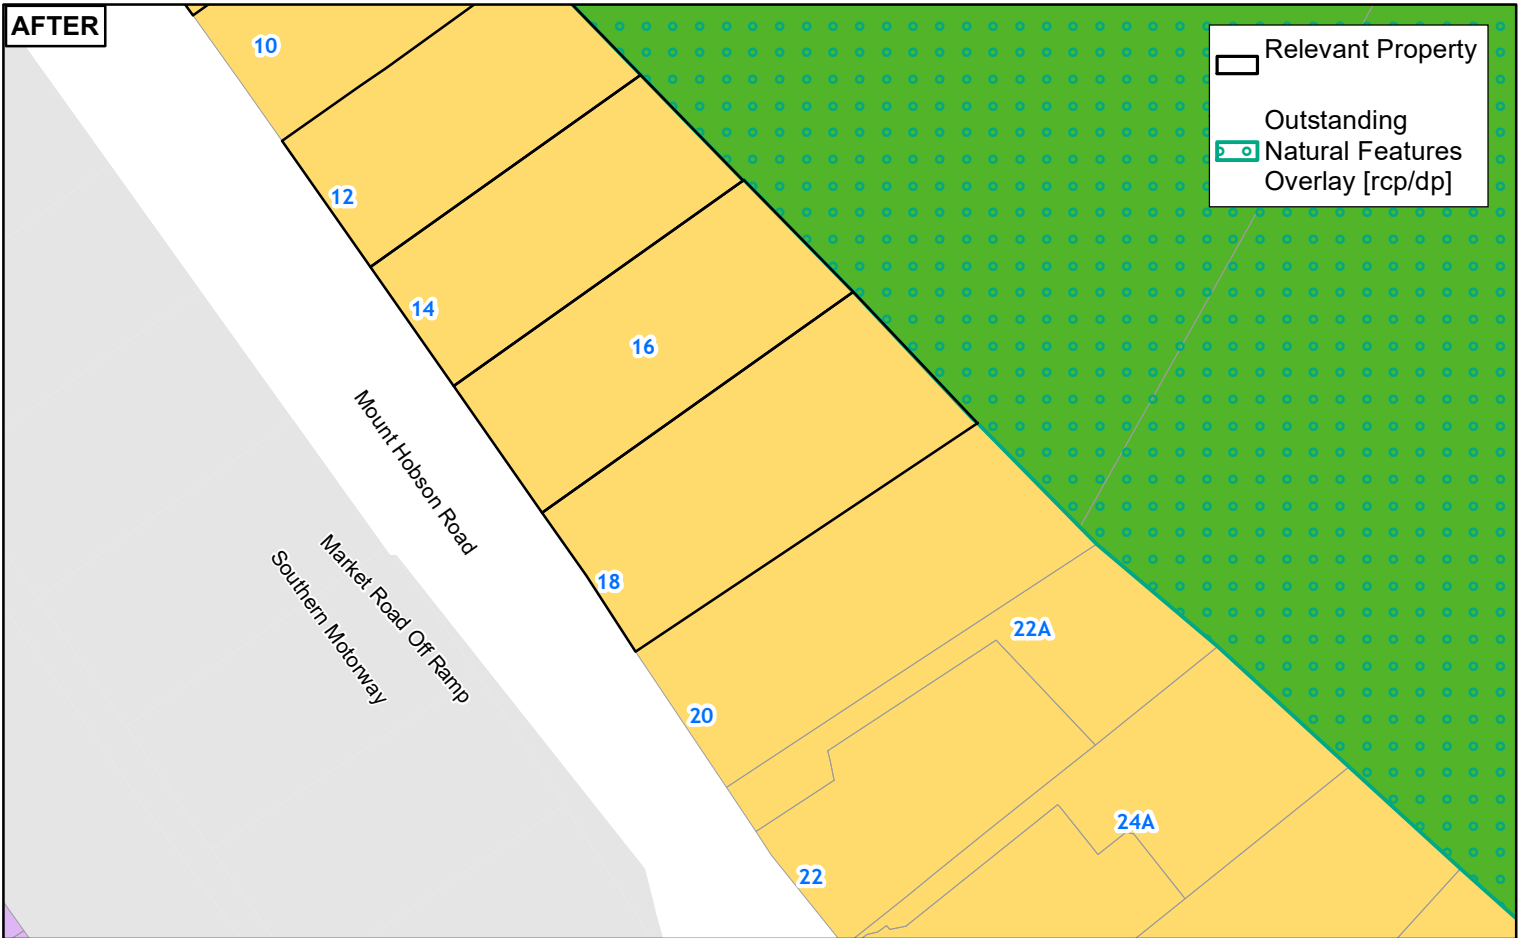 AFTER
Relevant Property
Outstanding
Natural Features
Overlay [rcp/dp]
10
12
14
16
Mount Hobson Road
Market Road Off Ramp
Southern Motorway
18
22A
20
24A
22